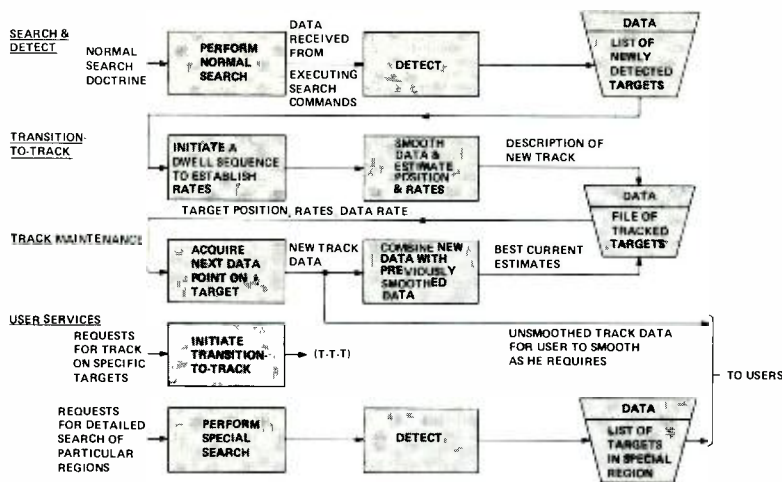 SEARCH &
DETECT
NORMAL
SEARCH
DOCTRINE
PERFORM
NORMAL
SEARCH
DATA
RECEIVED
FROM
EXECUTING
SEARCH
COMMANDS
DETECT
DATA
LIST OF
NEWLY
DETECTED
TARGETS
TRANSITION-
TO-TRACK
INITIATE A
DWELL SEQUENCE
TO ESTABLISH
RATES
SMOOTH
DATA &
ESTIMATE
POSITION
& RATES
DESCRIPTION OF
NEW TRACK
DATA
FILE OF
TRACKED
TARGETS
TARGET POSITION, RATES, DATA RATE
TRACK MAINTENANCE
ACQUIRE
NEXT DATA
POINT ON A
TARGET
NEW TRACK
DATA
COMBINE NEW
DATA WITH
PREVIOUSLY
SMOOTHED
DATA
BEST CURRENT
ESTIMATES
USER SERVICES
REQUESTS
FOR TRACK
ON SPECIFIC
TARGETS
INITIATE
TRANSITION-
TO-TRACK
(T-T-T)
UNSMOOTHED TRACK DATA
FOR USER TO SMOOTH
AS HE REQUIRES
TO USERS
REQUESTS
FOR DETAILED
SEARCH OF
PARTICULAR
REGIONS
PERFORM
SPECIAL
SEARCH
DETECT
DATA
LIST OF
TARGETS
IN SPECIAL
REGION